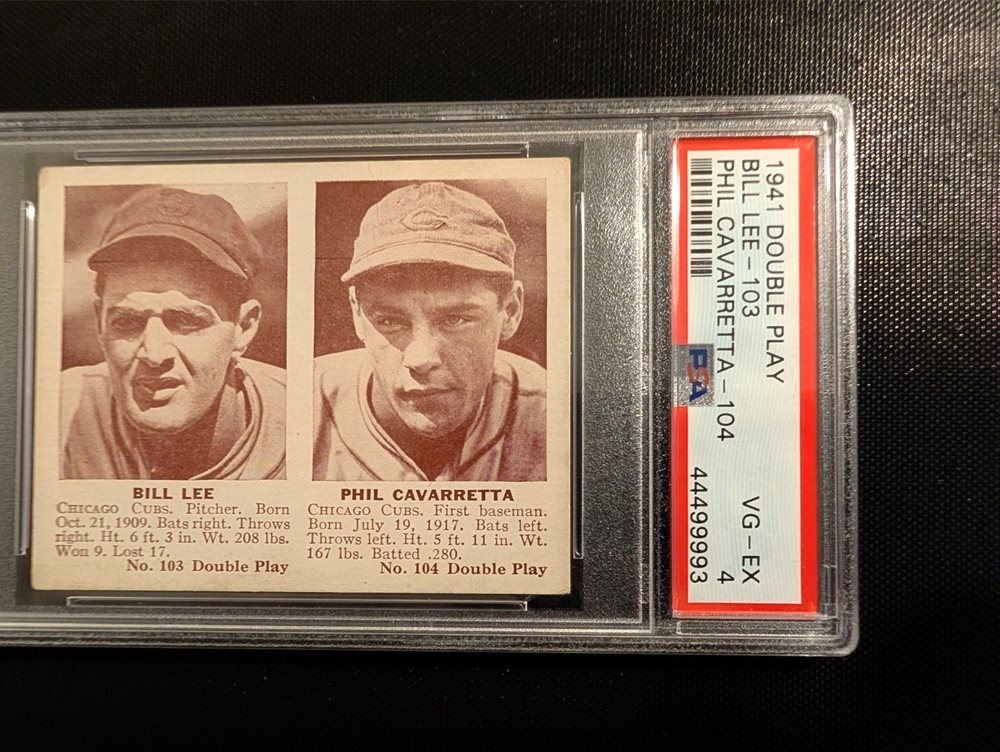 BILL LEE
CHICAGO CUBS. Pitcher. Born
Oct. 21, 1909. Bats right. Throws
right. Ht. 6 ft. 3 in. Wt. 208 lbs.
Won 9. Lost 17.
No. 103 Double Play
PHIL CAVARRETTA
CHICAGO CUBS. First baseman.
Born July 19, 1917. Bats left.
Throws left. Ht. 5 ft. 11 in. Wt.
167 lbs. Batted .280.
No. 104 Double Play
1941 DOUBLE PLAY
BILL LEE - 103 VG - EX
PHIL CAVARRETTA - 104 4
PSA
44499993